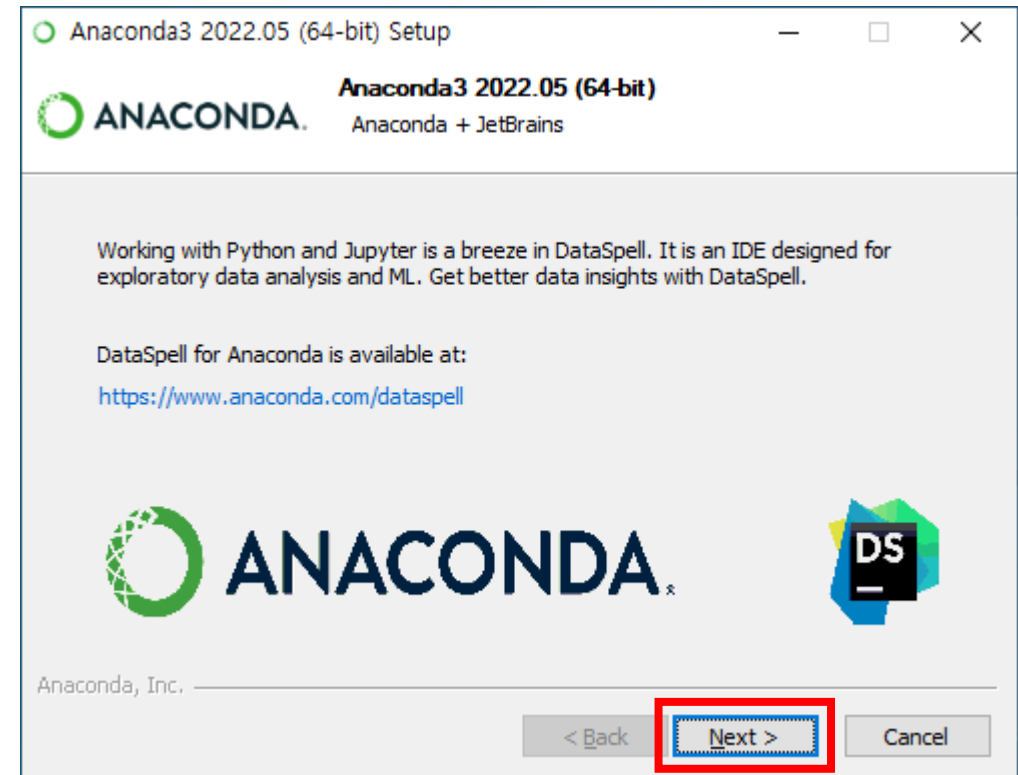 Anaconda3 2022.05 (64-bit) Setup
ANACONDA.
Anaconda3 2022.05 (64-bit)
Anaconda + JetBrains
Working with Python and Jupyter is a breeze in DataSpell. It is an IDE designed for
exploratory data analysis and ML. Get better data insights with DataSpell.
DataSpell for Anaconda is available at:
https://www.anaconda.com/dataspell
ANACONDA.
DS
Anaconda, Inc.
< Back
Next >
Cancel